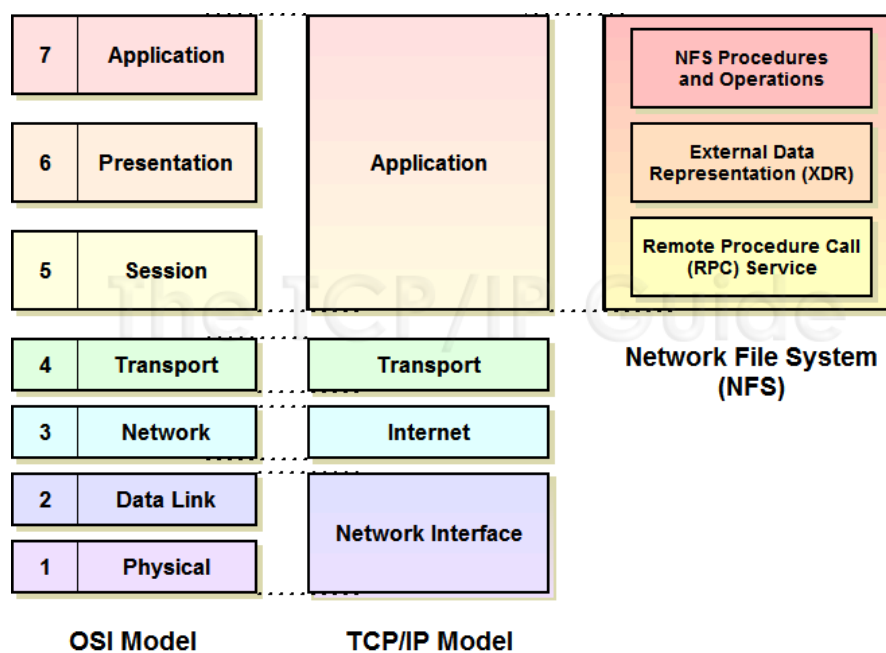 7 Application
6 Presentation
5 Session
4 Transport
3 Network
2 Data Link
1 Physical
OSI Model
Application
Transport
Internet
Network Interface
TCP/IP Model
NFS Procedures
and Operations
External Data
Representation (XDR)
Remote Procedure Call
(RPC) Service
Network File System
(NFS)
The TCP/IP Guide